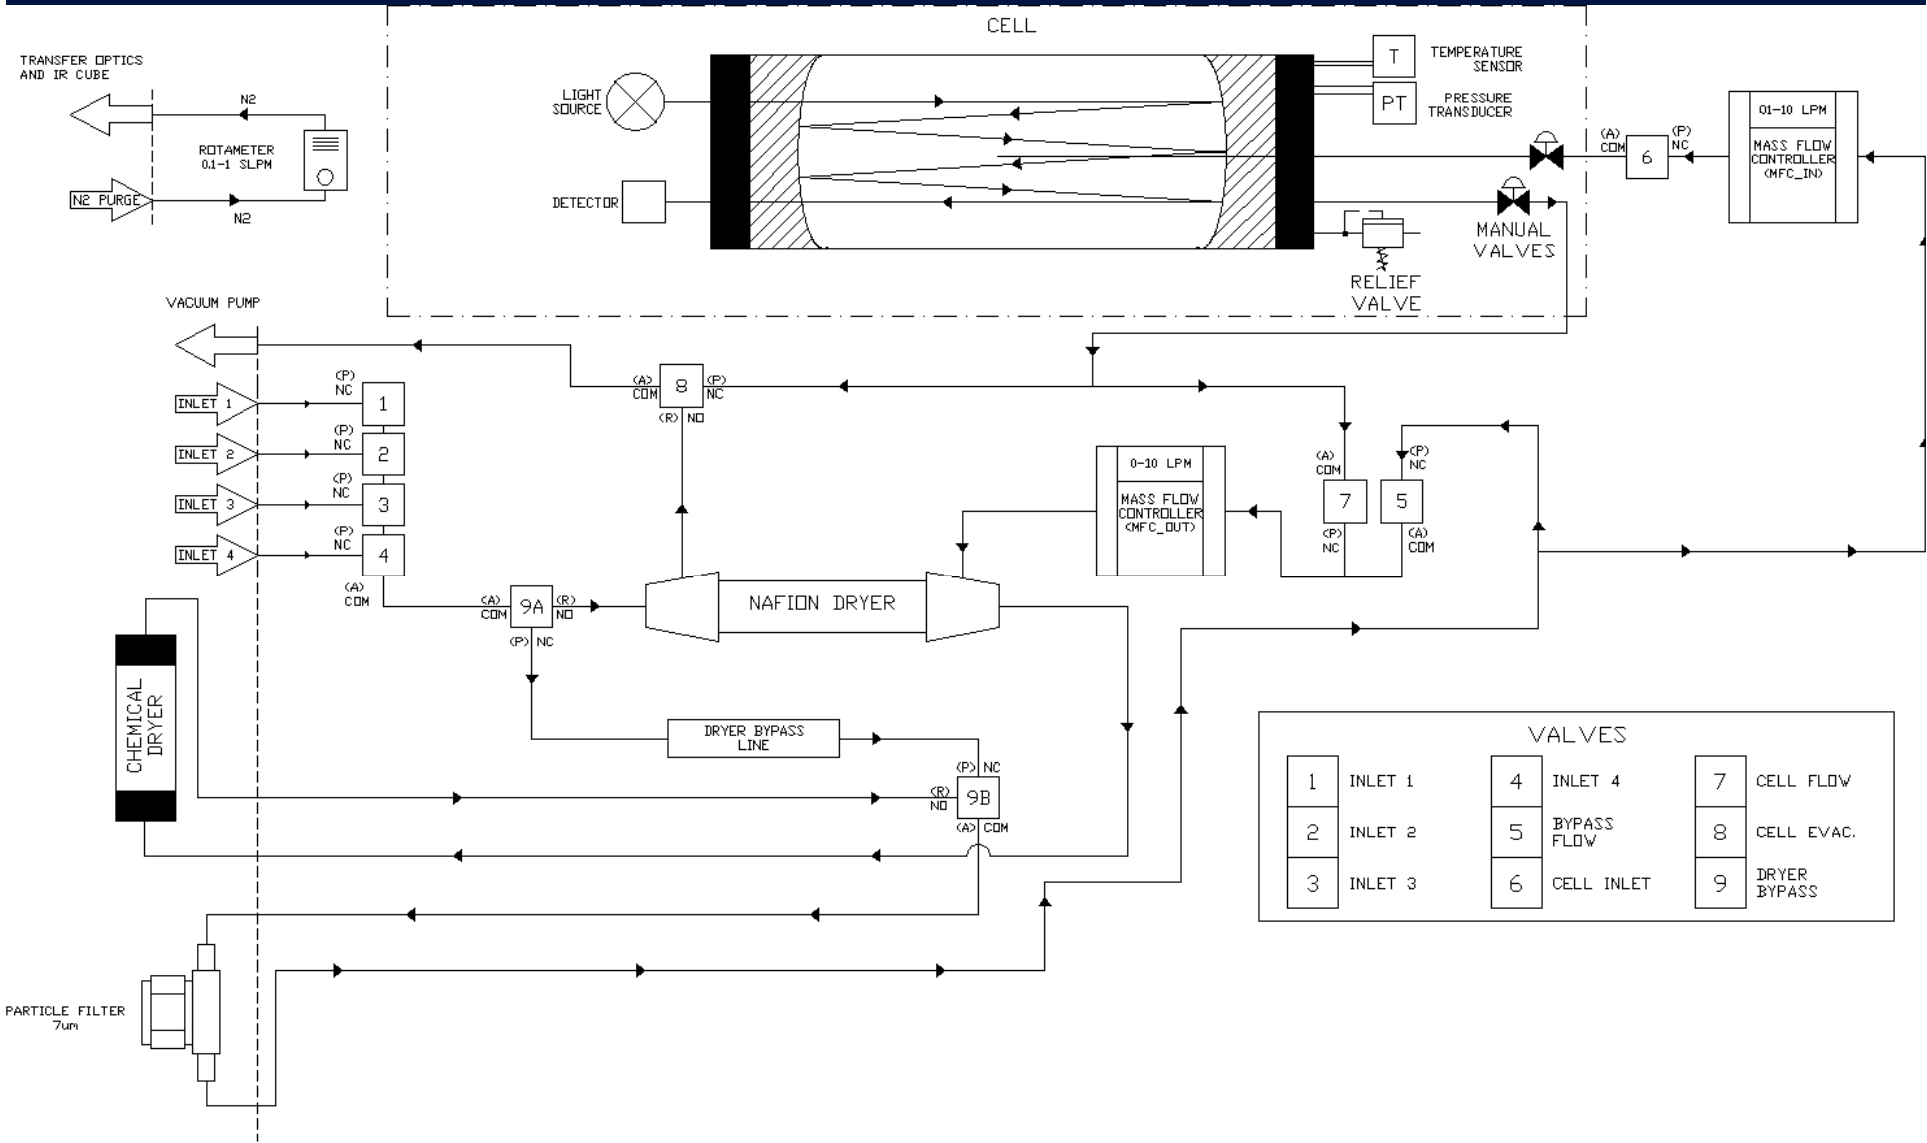 CELL
TRANSFER OPTICS
AND IR CUBE
N2
ROTAMETER
0.1-1 SLPM
N2 PURGE
N2
LIGHT
SOURCE
DETECTOR
T
TEMPERATURE
SENSOR
PT
PRESSURE
TRANSDUCER
MANUAL
VALVES
RELIEF
VALVE
(A)
COM
6
(P)
NC
01-10 LPM
MASS FLOW
CONTROLLER
(MFC_IN)
VACUUM PUMP
INLET 1
(P)
NC
1
INLET 2
(P)
NC
2
INLET 3
(P)
NC
3
INLET 4
(P)
NC
4
(A)
COM
(A)
COM
8
(P)
NC
(R) NO
0-10 LPM
MASS FLOW
CONTROLLER
(MFC_OUT)
(A)
COM
7
(P)
NC
(P)
NC
5
(A)
COM
(A)
COM
9A
(R)
NO
(P) NC
NAFION DRYER
CHEMICAL
DRYER
DRYER BYPASS
LINE
(P) NC
(R)
NO
9B
(A) COM
PARTICLE FILTER
7um
VALVES
1 INLET 1
4 INLET 4
7 CELL FLOW
2 INLET 2
5 BYPASS
FLOW
8 CELL EVAC.
3 INLET 3
6 CELL INLET
9 DRYER
BYPASS